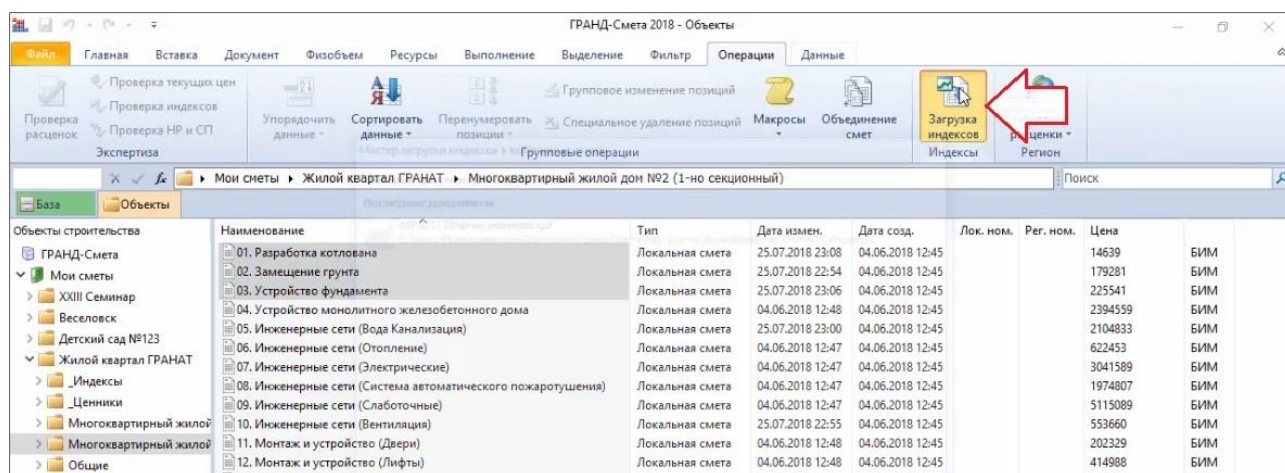 ГРАНД-Смета 2018 - Объекты
Файл Главная Вставка Документ Физобъем Ресурсы Выполнение Выделение Фильтр Операции Данные
Проверка расценок
Проверка текущих цен
Проверка индексов
Проверка НР и СП
Экспертиза
Упорядочить данные
Сортировать данные
Перенумеровать позиции
Групповое изменение позиций
Специальное удаление позиций
Макросы
Объединение смет
Групповые операции
Загрузка индексов
Индексы
расценки
Регион
Мои сметы ▸ Жилой квартал ГРАНАТ ▸ Многоквартирный жилой дом №2 (1-но секционный)
Поиск
База Объекты
Объекты строительства
ГРАНД-Смета
Мои сметы
XXIII Семинар
Веселовск
Детский сад №123
Жилой квартал ГРАНАТ
_Индексы
_Ценники
Многоквартирный жилой
Многоквартирный жилой
Общие
Наименование Тип Дата измен. Дата созд. Лок. ном. Рег. ном. Цена
01. Разработка котлована Локальная смета 25.07.2018 23:08 04.06.2018 12:45 14639 БИМ
02. Замещение грунта Локальная смета 25.07.2018 22:54 04.06.2018 12:45 179281 БИМ
03. Устройство фундамента Локальная смета 25.07.2018 23:06 04.06.2018 12:45 225541 БИМ
04. Устройство монолитного железобетонного дома Локальная смета 04.06.2018 12:48 04.06.2018 12:45 2394559 БИМ
05. Инженерные сети (Вода Канализация) Локальная смета 25.07.2018 23:00 04.06.2018 12:45 2104833 БИМ
06. Инженерные сети (Отопление) Локальная смета 04.06.2018 12:47 04.06.2018 12:45 622453 БИМ
07. Инженерные сети (Электрические) Локальная смета 04.06.2018 12:47 04.06.2018 12:45 3041589 БИМ
08. Инженерные сети (Система автоматического пожаротушения) Локальная смета 04.06.2018 12:47 04.06.2018 12:45 1974807 БИМ
09. Инженерные сети (Слаботочные) Локальная смета 04.06.2018 12:47 04.06.2018 12:45 5115089 БИМ
10. Инженерные сети (Вентиляция) Локальная смета 25.07.2018 22:55 04.06.2018 12:45 553660 БИМ
11. Монтаж и устройство (Двери) Локальная смета 04.06.2018 12:48 04.06.2018 12:45 202329 БИМ
12. Монтаж и устройство (Лифты) Локальная смета 04.06.2018 12:48 04.06.2018 12:45 414988 БИМ